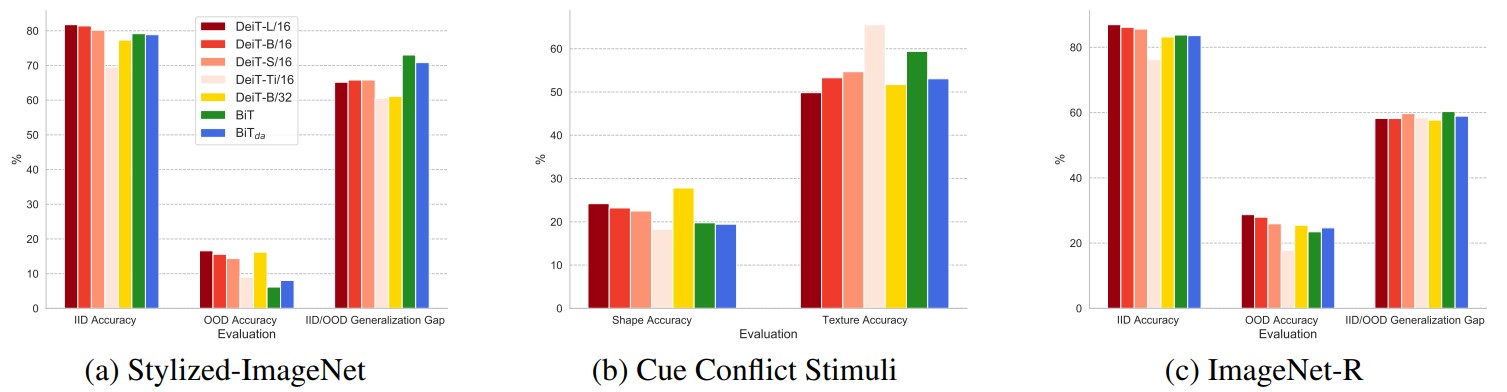 80
70
60
50
40
30
20
10
0
%
DeiT-L/16
DeiT-B/16
DeiT-S/16
DeiT-Ti/16
DeiT-B/32
BiT
BiT_da
IID Accuracy
OOD Accuracy
IID/OOD Generalization Gap
Evaluation
(a) Stylized-ImageNet
60
50
40
30
20
10
0
%
Shape Accuracy
Texture Accuracy
Evaluation
(b) Cue Conflict Stimuli
80
60
40
20
0
%
IID Accuracy
OOD Accuracy
IID/OOD Generalization Gap
Evaluation
(c) ImageNet-R